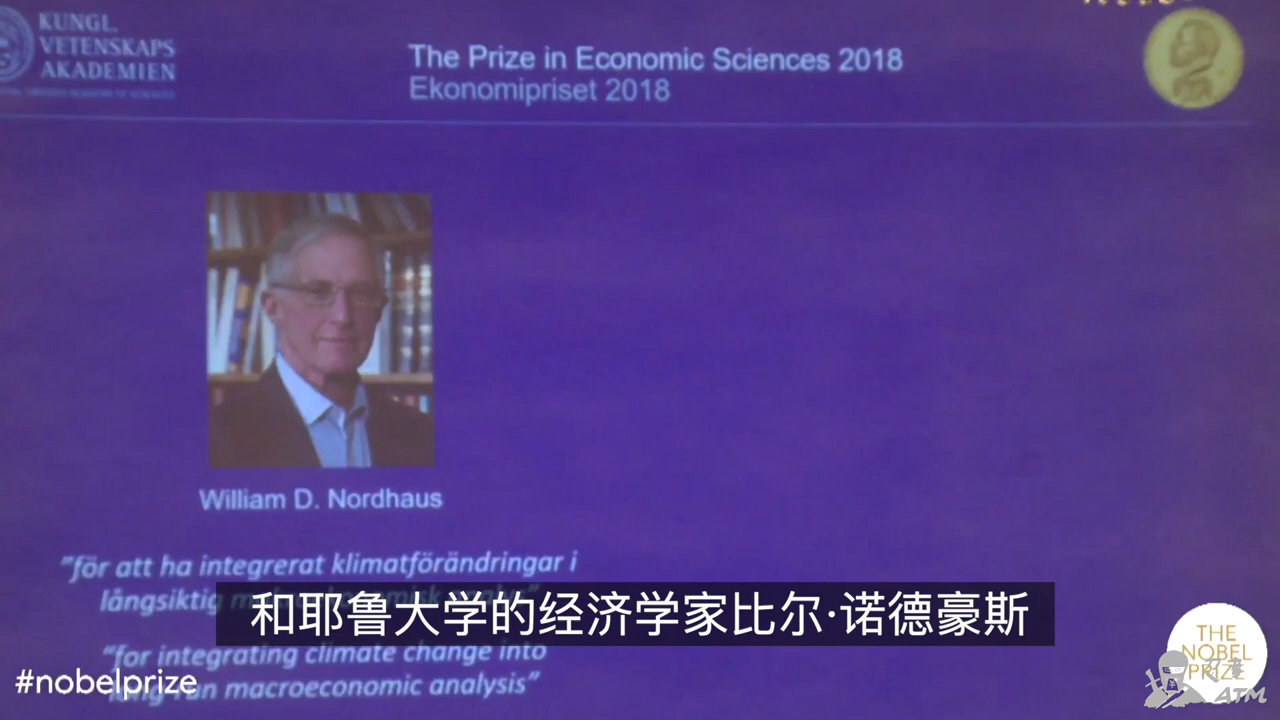 KUNGL.
VETENSKAPS
AKADEMIEN
The Prize in Economic Sciences 2018
Ekonomipriset 2018
William D. Nordhaus
”för att ha integrerat klimatförändringar i
långsiktig
和耶鲁大学的经济学家比尔·诺德豪斯
“for integrating climate change into
long-run macroeconomic analysis”
#nobelprize
THE
NOBEL
PRIZE
ATM